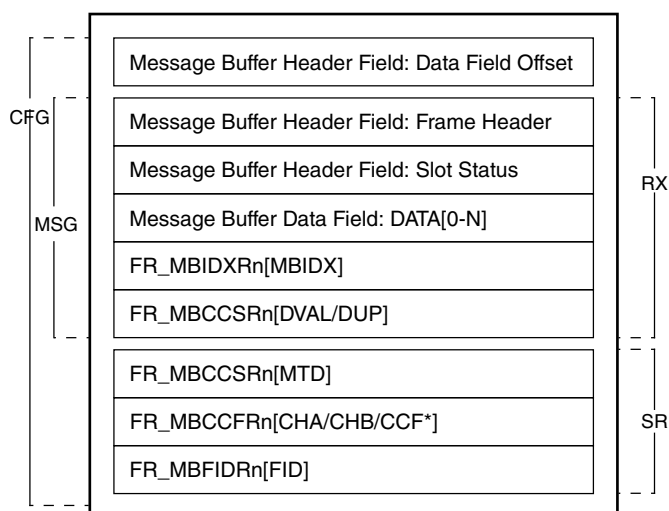 Message Buffer Header Field: Data Field Offset
CFG
Message Buffer Header Field: Frame Header
Message Buffer Header Field: Slot Status
RX
MSG
Message Buffer Data Field: DATA[0-N]
FR_MBIDXRn[MBIDX]
FR_MBCCSRn[DVAL/DUP]
FR_MBCCSRn[MTD]
FR_MBCCFRn[CHA/CHB/CCF*]
SR
FR_MBFIDRn[FID]